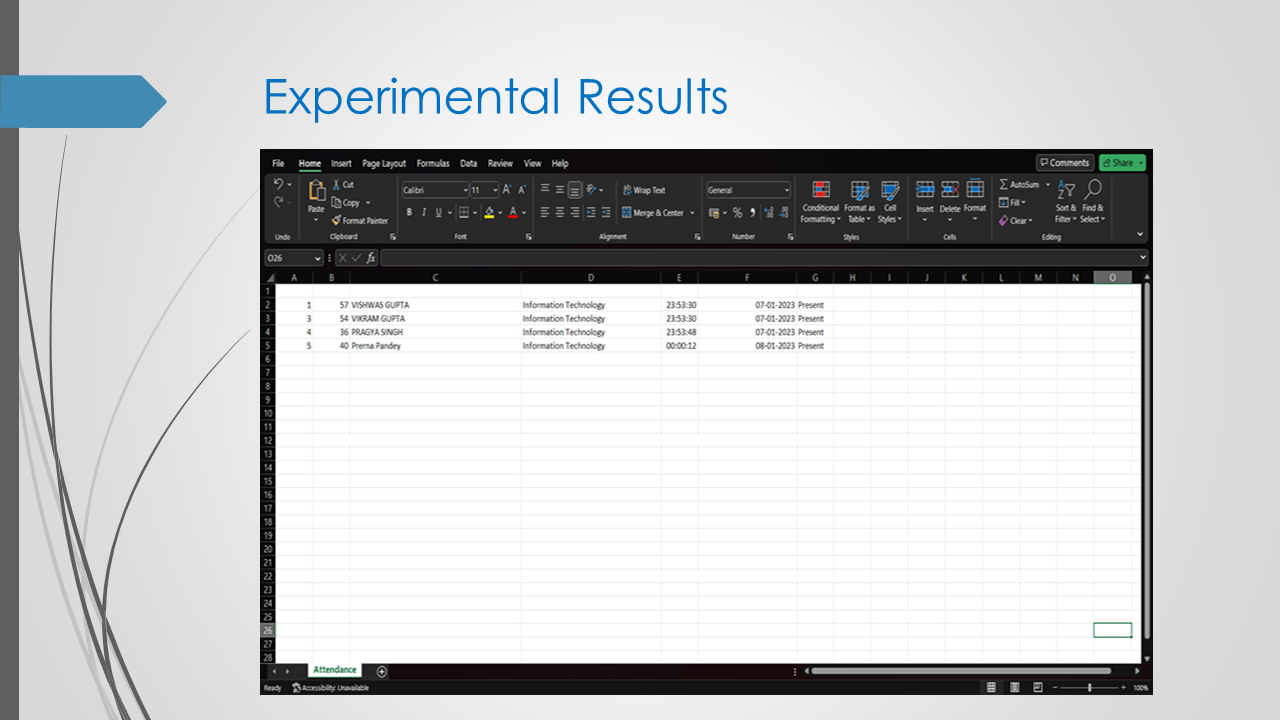 Experimental Results
File Home Insert Page Layout Formulas Data Review View Help Comments Share
Cut
Calibri 11 A A Wrap Text General AutoSum
Copy Fill
Paste Conditional Format as Cell Insert Delete Format Sort & Find &
Format Painter B I U A Merge & Center % Formatting Table Styles Clear Filter Select
Undo Clipboard Font Alignment Number Styles Cells Editing
O26 fx
A B C D E F G H I J K L M N O
1
2 1 57 VISHWAS GUPTA Information Technology 23:53:30 07-01-2023 Present
3 3 54 VIKRAM GUPTA Information Technology 23:53:30 07-01-2023 Present
4 4 36 PRAGYA SINGH Information Technology 23:53:48 07-01-2023 Present
5 5 40 Prerna Pandey Information Technology 00:00:12 08-01-2023 Present
6
7
8
9
10
11
12
13
14
15
16
17
18
19
20
21
22
23
24
25
26
27
28
Attendance
Ready Accessibility: Unavailable 100%